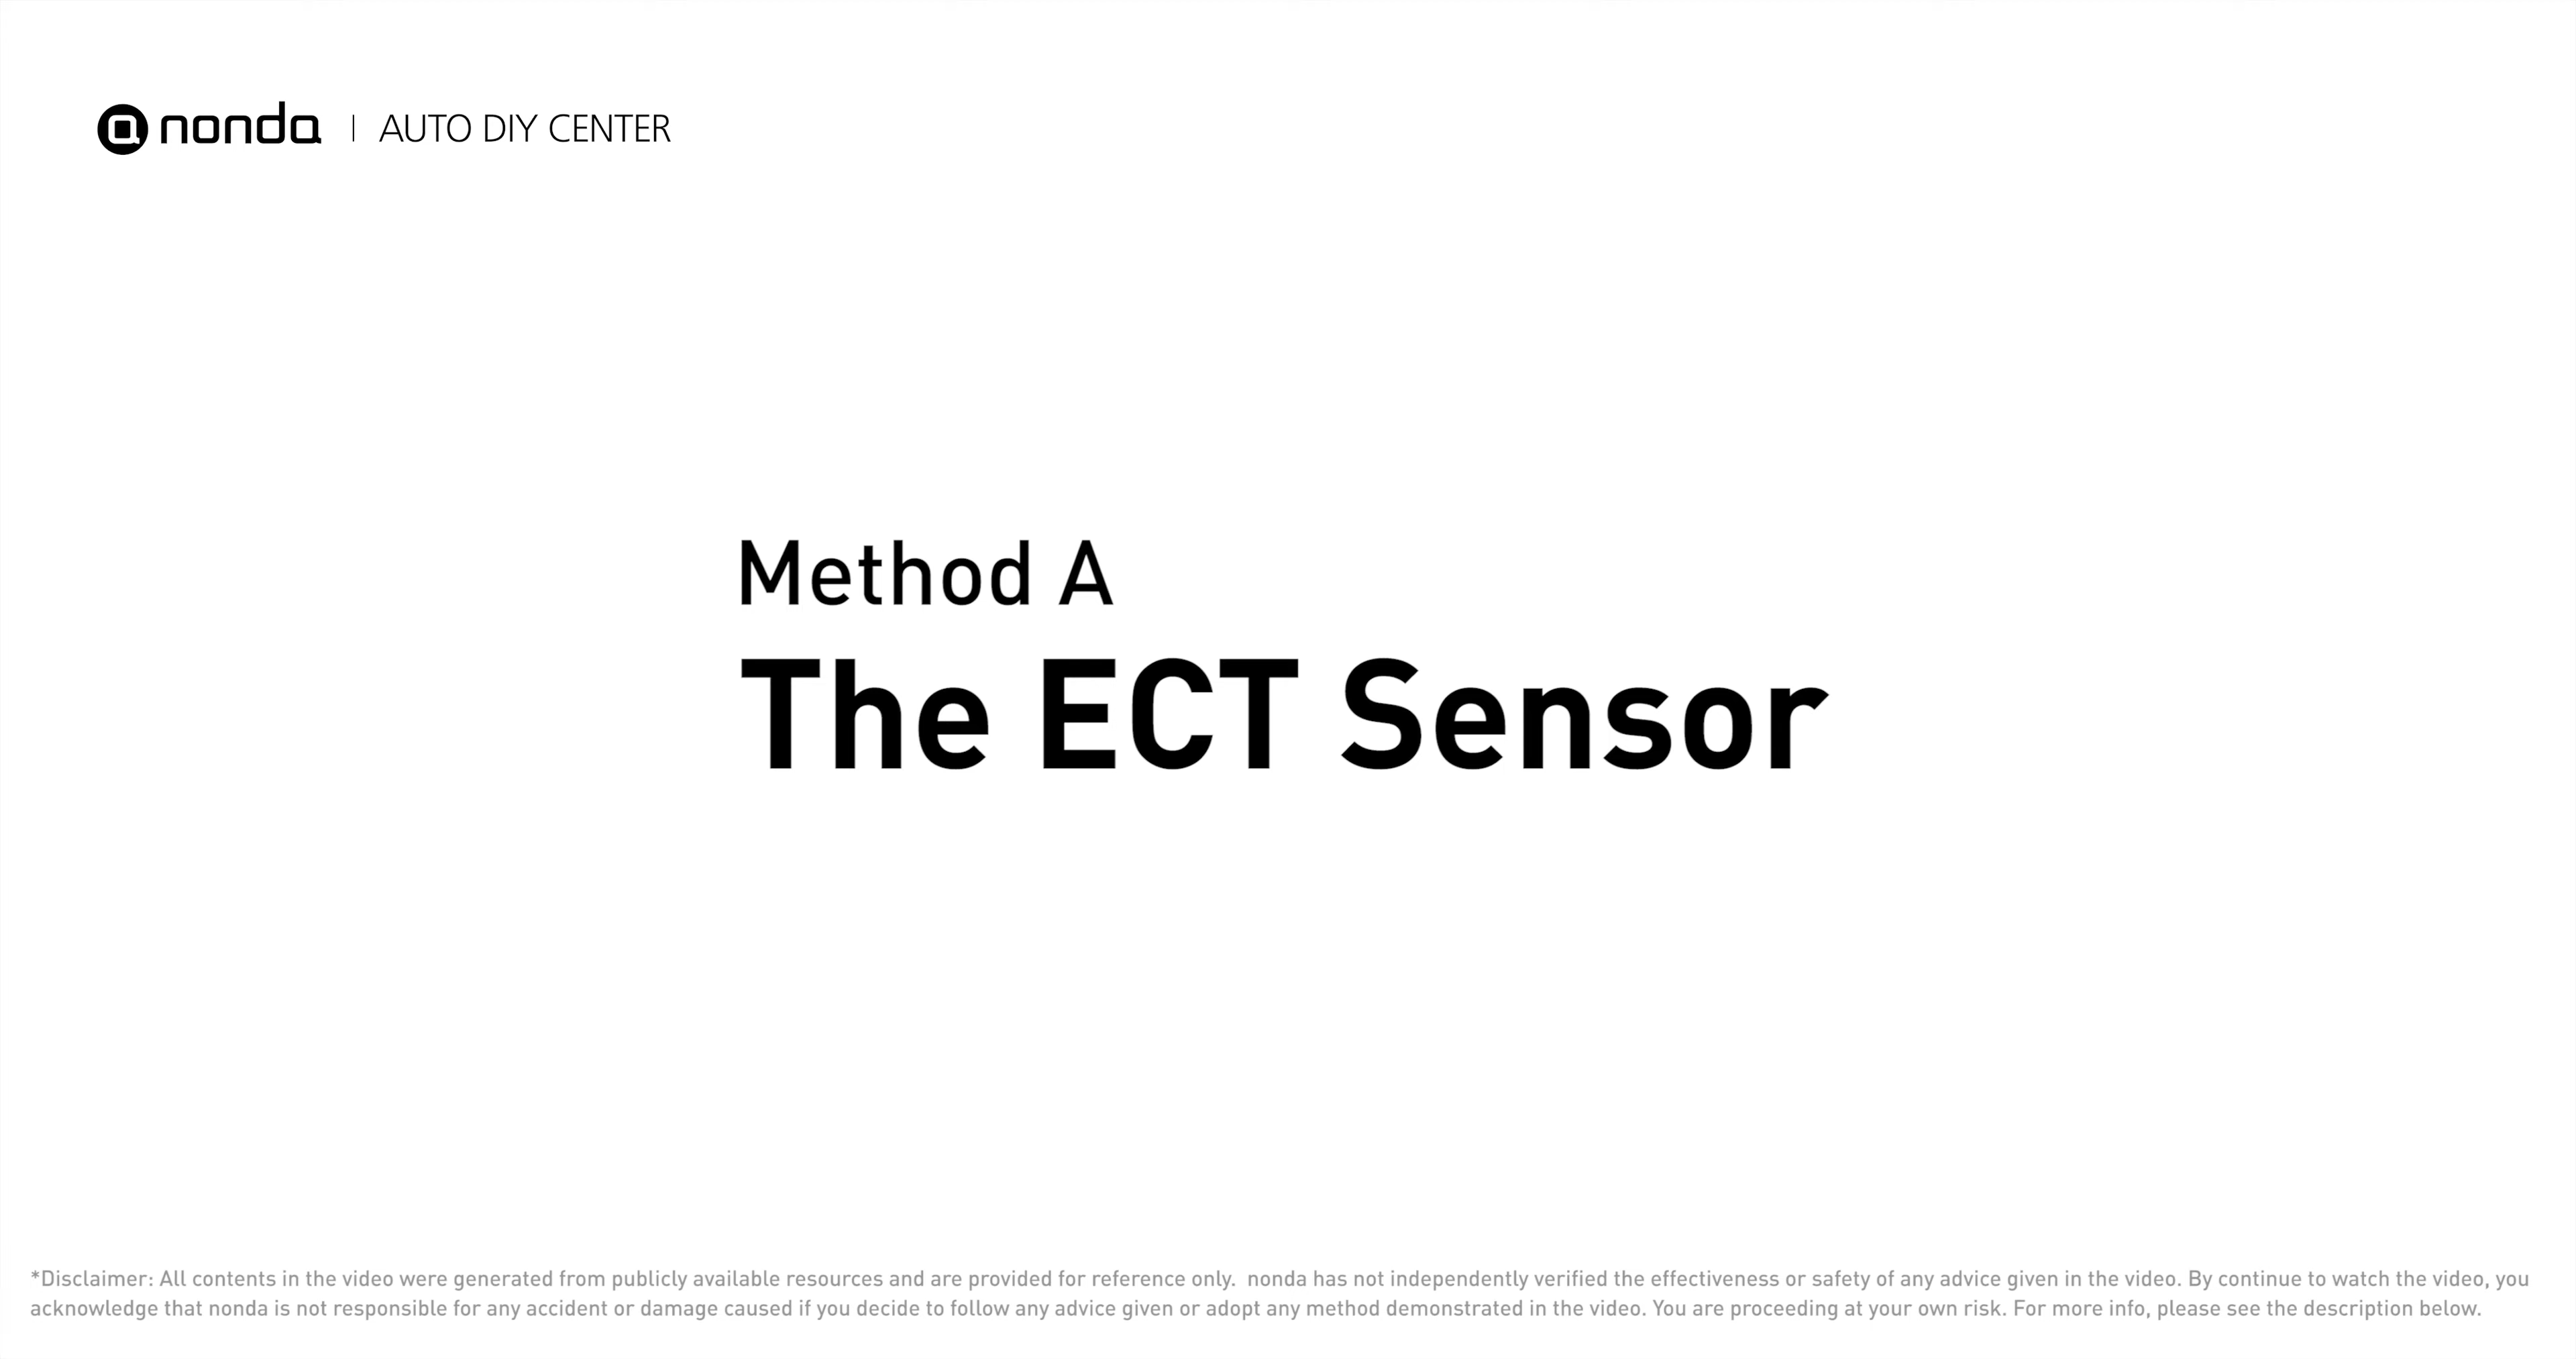 nonda | AUTO DIY CENTER
Method A
The ECT Sensor
*Disclaimer: All contents in the video were generated from publicly available resources and are provided for reference only.  nonda has not independently verified the effectiveness or safety of any advice given in the video. By continue to watch the video, you
acknowledge that nonda is not responsible for any accident or damage caused if you decide to follow any advice given or adopt any method demonstrated in the video. You are proceeding at your own risk. For more info, please see the description below.